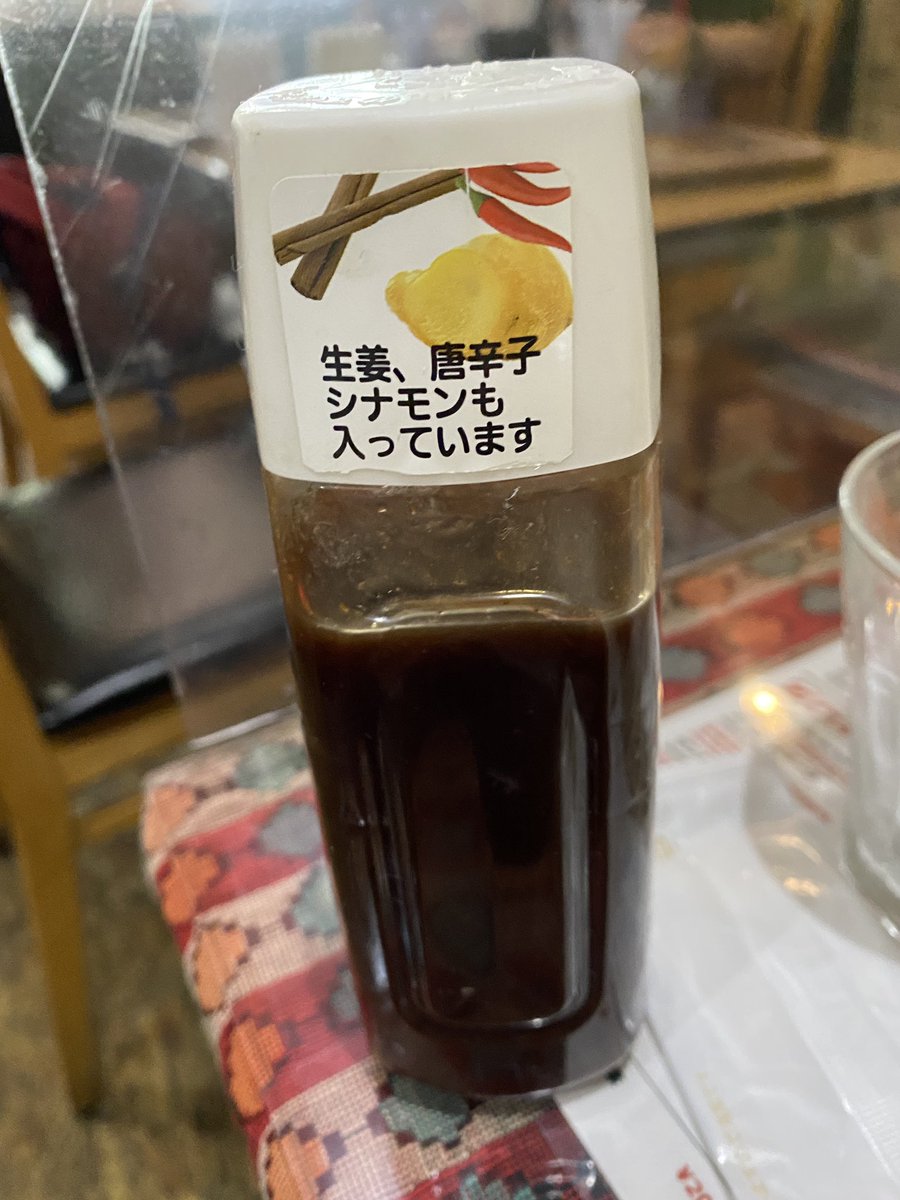 生姜、唐辛子
シナモンも
入っています